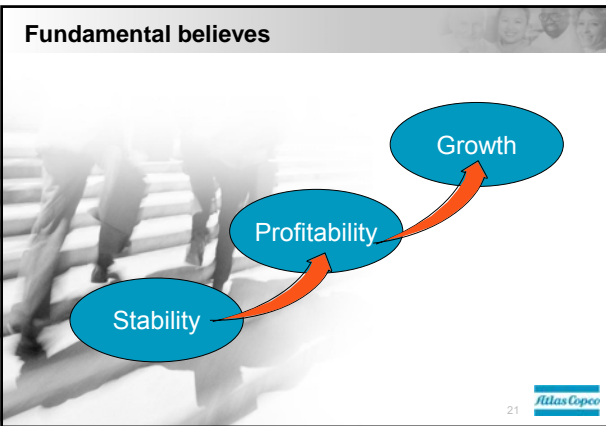 Fundamental believes
Growth
Profitability
Stability
21
Atlas Copco